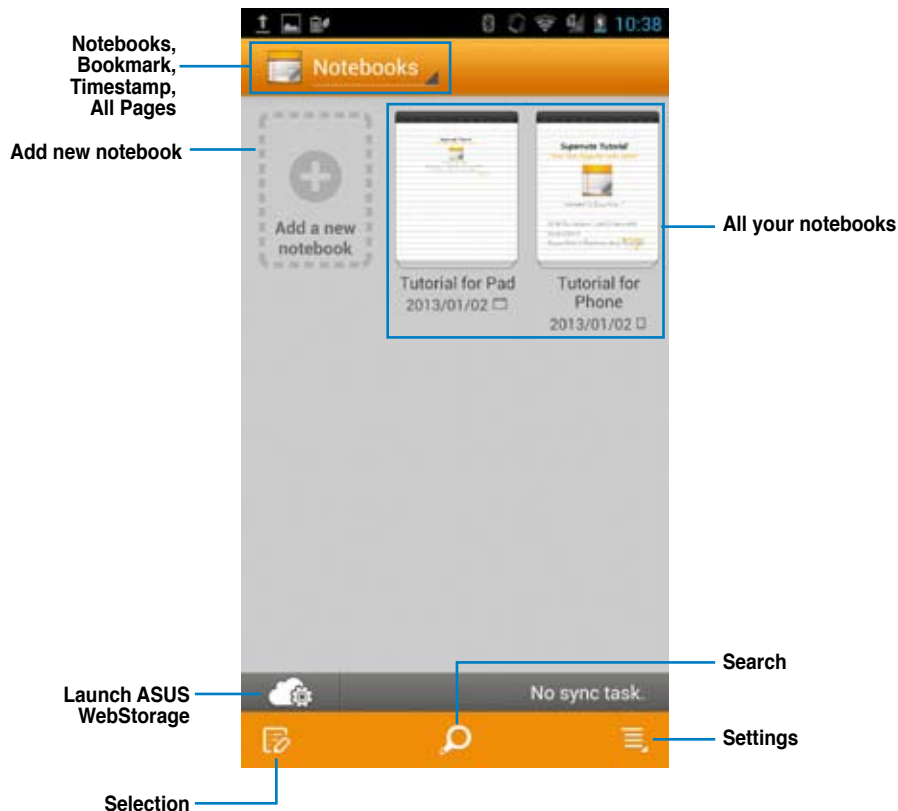 10:38
Notebooks,
Bookmark,
Timestamp,
All Pages
Notebooks
Add new notebook
Add a new
notebook
Supernote Tutorial
All your notebooks
Tutorial for Pad
2013/01/02
Tutorial for
Phone
2013/01/02
Search
Launch ASUS
WebStorage
No sync task.
Settings
Selection